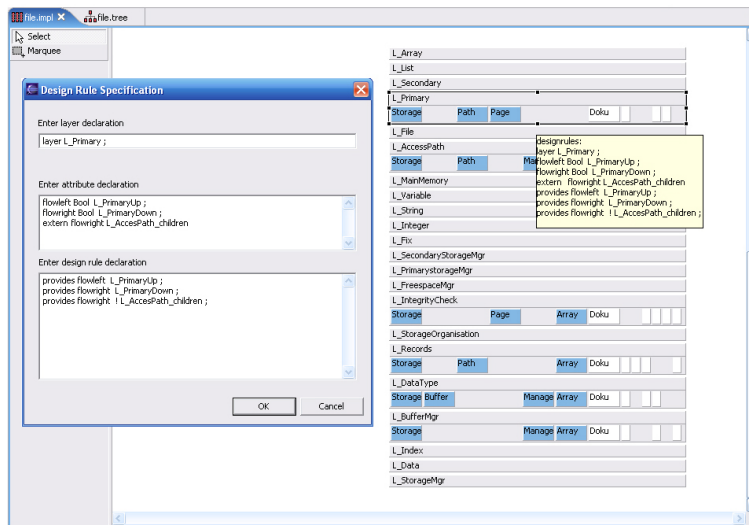 file.impl file.tree
Select
Marquee
Design Rule Specification
Enter layer declaration
layer L_Primary ;
Enter attribute declaration
flowleft Bool L_PrimaryUp ;
flowright Bool L_PrimaryDown ;
extern flowright L_AccesPath_children
Enter design rule declaration
provides flowleft L_PrimaryUp ;
provides flowright L_PrimaryDown ;
provides flowright ! L_AccesPath_children ;
OK Cancel
L_Array
L_List
L_Secondary
L_Primary
Storage Path Page Doku
L_File
L_AccessPath
Storage Path
L_MainMemory
L_Variable
L_String
L_Integer
L_Fix
L_SecondaryStorageMgr
L_PrimarystorageMgr
L_FreespaceMgr
L_IntegrityCheck
Storage Page Array Doku
L_StorageOrganisation
L_Records
Storage Path Array Doku
L_DataType
Storage Buffer Manage Array Doku
L_BufferMgr
Storage Manage Array Doku
L_Index
L_Data
L_StorageMgr
designrules:
layer L_Primary ;
flowleft Bool L_PrimaryUp ;
flowright Bool L_PrimaryDown ;
extern flowright L_AccesPath_children
provides flowleft L_PrimaryUp ;
provides flowright L_PrimaryDown ;
provides flowright ! L_AccesPath_children ;